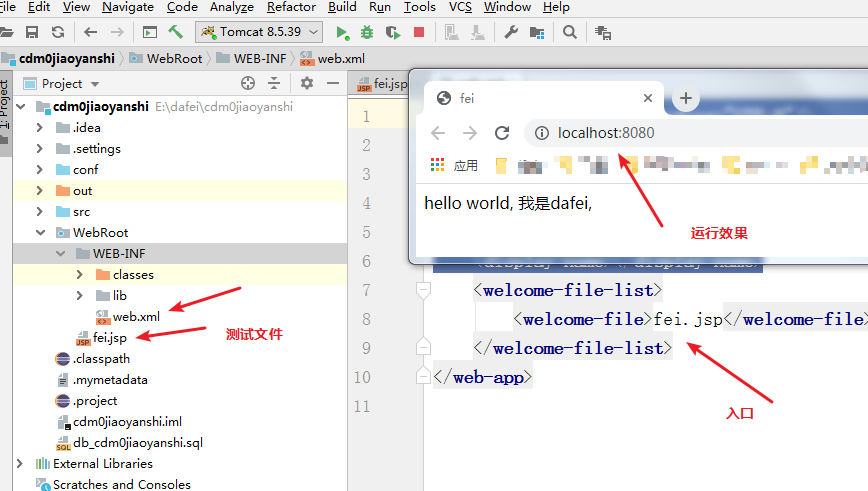 File Edit View Navigate Code Analyze Refactor Build Run Tools VCS Window Help
Tomcat 8.5.39
cdm0jiaoyanshi WebRoot WEB-INF web.xml
1: Project
Project
fei.jsp
cdm0jiaoyanshi E:\dafei\cdm0jiaoyanshi
.idea
.settings
conf
out
src
WebRoot
WEB-INF
classes
lib
web.xml
fei.jsp
.classpath
.mymetadata
.project
cdm0jiaoyanshi.iml
db_cdm0jiaoyanshi.sql
External Libraries
Scratches and Consoles
测试文件
fei
localhost:8080
应用
hello world, 我是dafei,
运行效果
1
2
3
4
5
6 <display-name></display-name>
7 <welcome-file-list>
8 <welcome-file>fei.jsp</welcome-file>
9 </welcome-file-list>
10 </web-app>
11
入口